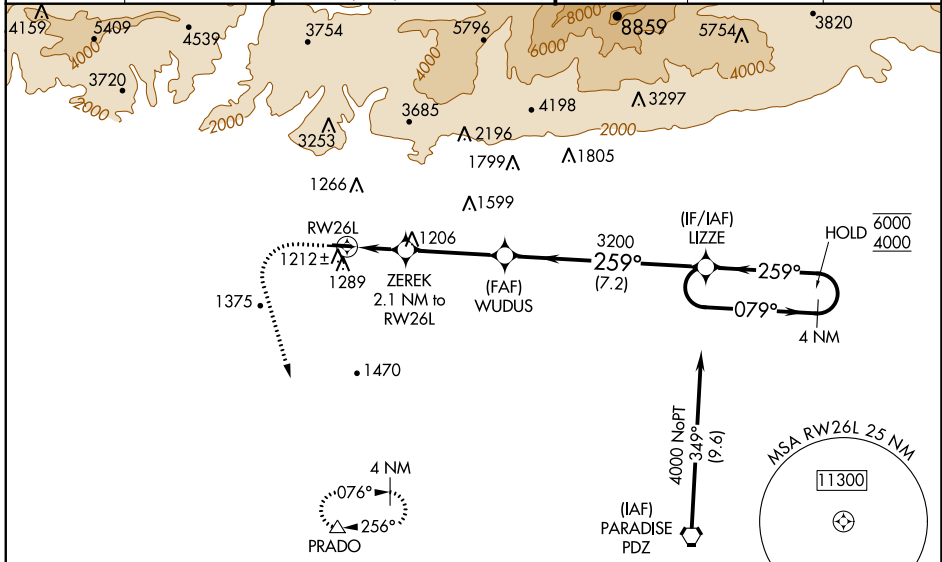 4159
5409
4539
3754
5796
8000
8859
5754
3820
4000
3720
2000
2000
4000
6000
4000
3685
4198
3297
2000
3253
2196
1799
1805
1266
1599
RW26L
1206
1212±
1289
ZEREK
2.1 NM to
RW26L
(FAF)
WUDUS
3200
259°
(7.2)
(IF/IAF)
LIZZE
HOLD
6000
4000
259°
079°
4 NM
1375
1470
4000 NoPT
349°
(9.6)
4 NM
076°
256°
PRADO
(IAF)
PARADISE
PDZ
MSA RW26L 25 NM
11300